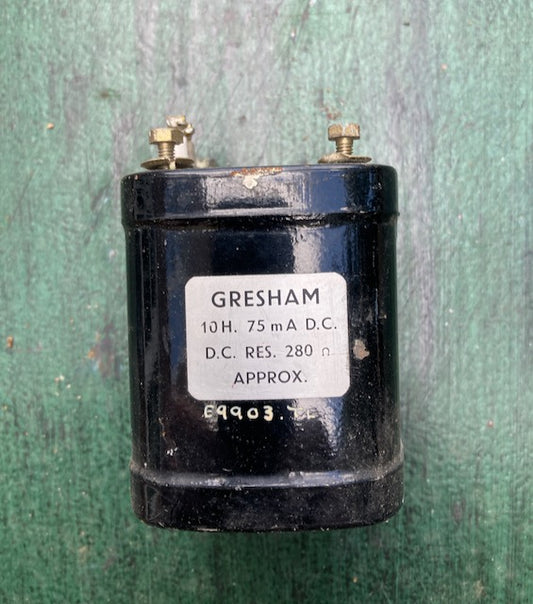 GRESHAM
10H. 75 mA D.C.
D.C. RES. 280 Ω
APPROX.
E9903.